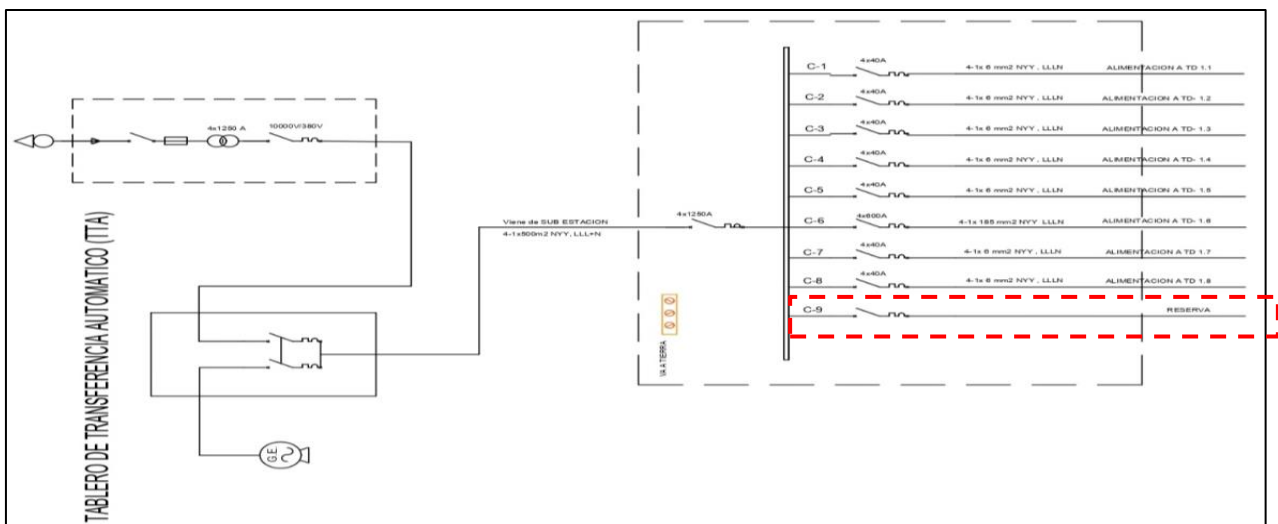 4x1250 A
10000V/380V
TABLERO DE TRANSFERENCIA AUTOMATICO (TTA)
G.E.
Viene de SUB ESTACION
4-1x500m2 NYY, LLL+N
4x1250A
VA A TIERRA
C-1 4x40A 4-1x 6 mm2 NYY , LLLN ALIMENTACION A TD 1.1
C-2 4x40A 4-1x 6 mm2 NYY , LLLN ALIMENTACION A TD- 1.2
C-3 4x40A 4-1x 6 mm2 NYY , LLLN ALIMENTACION A TD- 1.3
C-4 4x40A 4-1x 6 mm2 NYY , LLLN ALIMENTACION A TD- 1.4
C-5 4x40A 4-1x 6 mm2 NYY , LLLN ALIMENTACION A TD- 1.5
C-6 4x600A 4-1x 185 mm2 NYY , LLLN ALIMENTACION A TD- 1.6
C-7 4x40A 4-1x 6 mm2 NYY , LLLN ALIMENTACION A TD 1.7
C-8 4x40A 4-1x 6 mm2 NYY , LLLN ALIMENTACION A TD 1.8
C-9 RESERVA